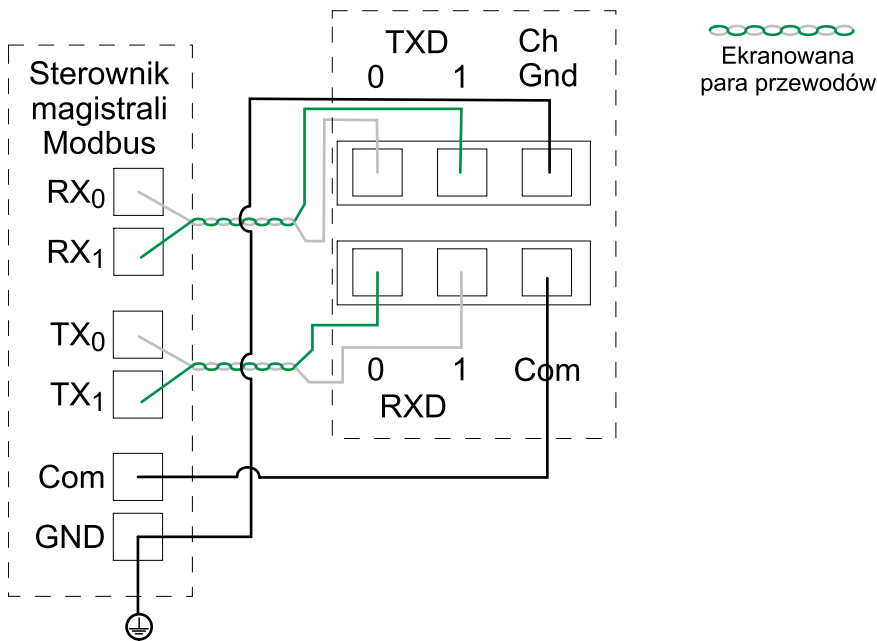 Sterownik
magistrali
Modbus
RX0
RX1
TX0
TX1
Com
GND
TXD
0 1
Ch
Gnd
0 1 Com
RXD
Ekranowana
para przewodów